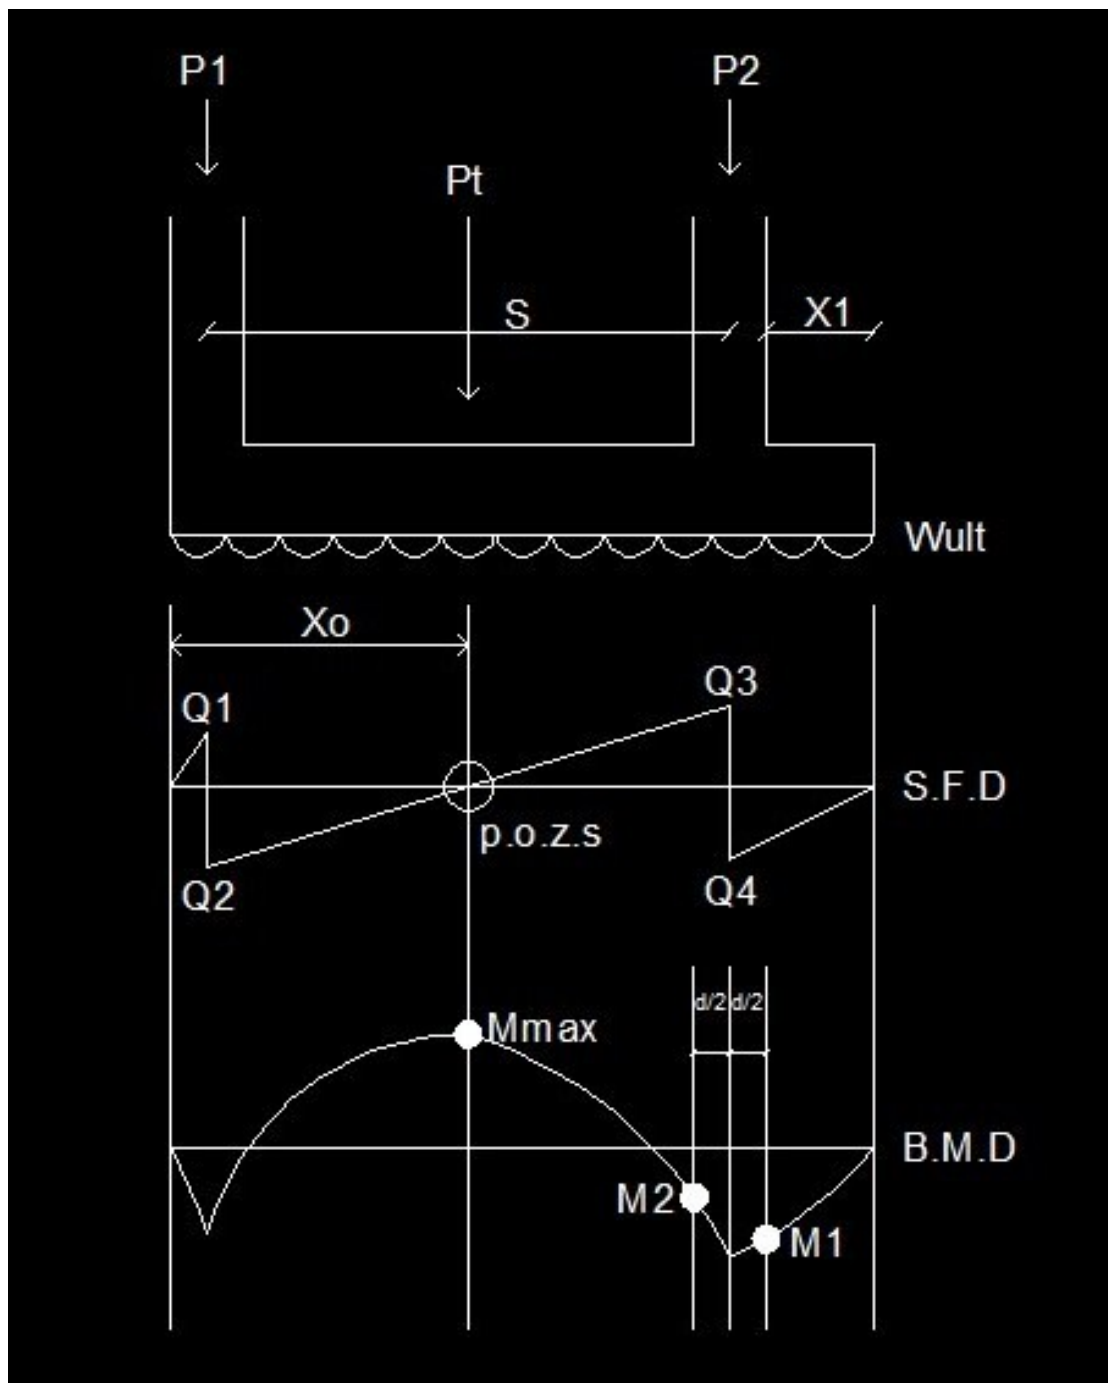 P1 P2
Pt
S X1
Wult
Xo
Q1 Q3
S.F.D
p.o.z.s
Q2 Q4
d/2 d/2
Mmax
B.M.D
M2 M1